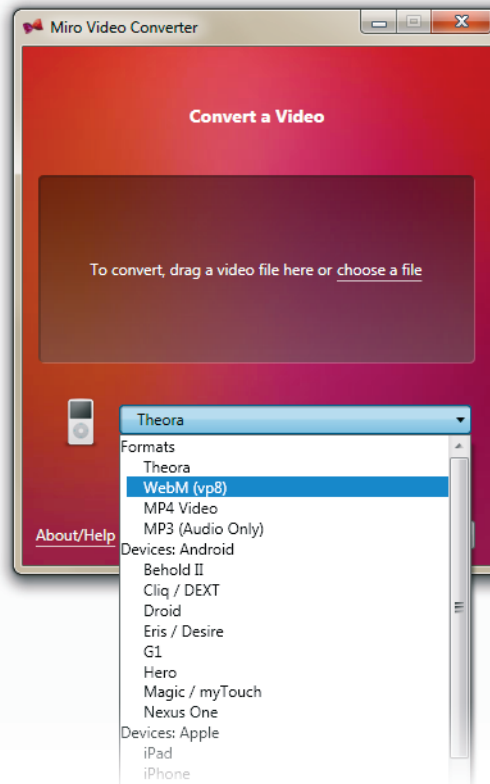 Miro Video Converter
Convert a Video
To convert, drag a video file here or choose a file
Theora
Formats
Theora
WebM (vp8)
MP4 Video
MP3 (Audio Only)
About/Help
Devices: Android
Behold II
Cliq / DEXT
Droid
Eris / Desire
G1
Hero
Magic / myTouch
Nexus One
Devices: Apple
iPad
iPhone